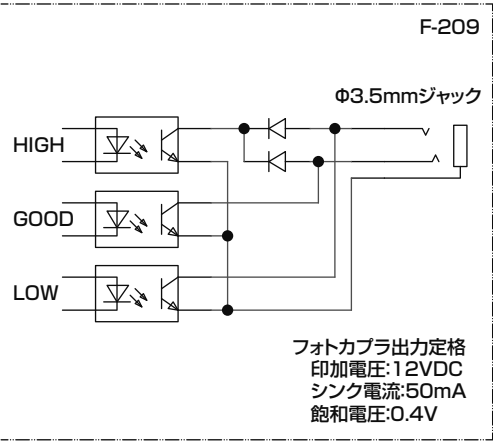 F-209
Φ3.5mmジャック
HIGH
GOOD
LOW
フォトカプラ出力定格
印加電圧:12VDC
シンク電流:50mA
飽和電圧:0.4V